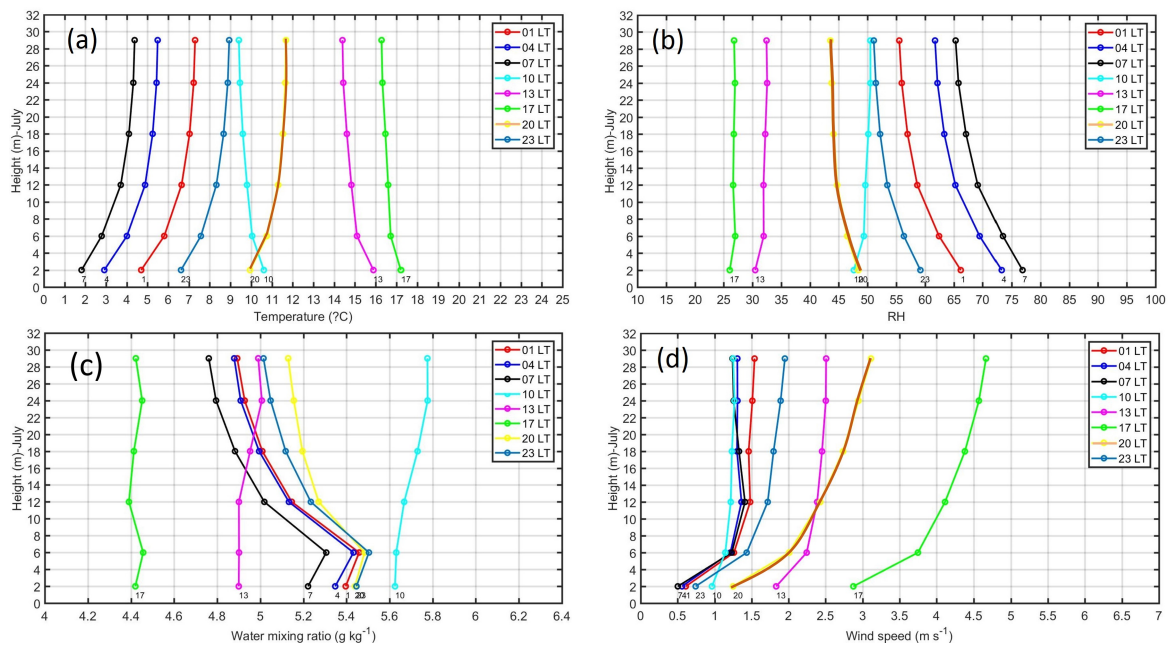 (a)
32
30
28
26
24
22
20
18
16
14
12
10
8
6
4
2
0
Height (m)-July
01 LT
04 LT
07 LT
10 LT
13 LT
17 LT
20 LT
23 LT
7 4 1 23 20 10 13 17
0 1 2 3 4 5 6 7 8 9 10 11 12 13 14 15 16 17 18 19 20 21 22 23 24 25
Temperature (?C)
(b)
32
30
28
26
24
22
20
18
16
14
12
10
8
6
4
2
0
Height (m)-July
01 LT
04 LT
07 LT
10 LT
13 LT
17 LT
20 LT
23 LT
17 13 23 1 4 7
10 15 20 25 30 35 40 45 50 55 60 65 70 75 80 85 90 95 100
RH
(c)
32
30
28
26
24
22
20
18
16
14
12
10
8
6
4
2
0
Height (m)-July
01 LT
04 LT
07 LT
10 LT
13 LT
17 LT
20 LT
23 LT
17 13 7 4 1 10
4 4.2 4.4 4.6 4.8 5 5.2 5.4 5.6 5.8 6 6.2 6.4
Water mixing ratio (g kg-1)
(d)
32
30
28
26
24
22
20
18
16
14
12
10
8
6
4
2
0
Height (m)-July
01 LT
04 LT
07 LT
10 LT
13 LT
17 LT
20 LT
23 LT
7 4 1 23 10 20 13 17
0 0.5 1 1.5 2 2.5 3 3.5 4 4.5 5 5.5 6 6.5 7
Wind speed (m s-1)